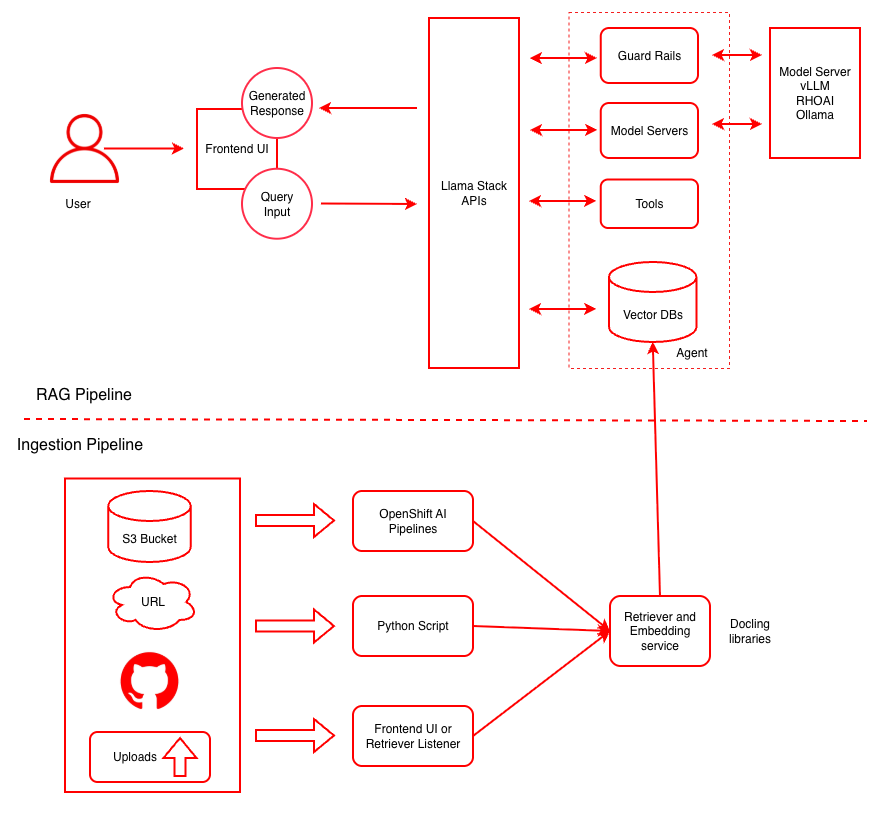 Generated
Response
Frontend UI
Query
Input
User
Llama Stack
APIs
Guard Rails
Model Servers
Tools
Vector DBs
Agent
Model Server
vLLM
RHOAI
Ollama
RAG Pipeline
Ingestion Pipeline
S3 Bucket
URL
Uploads
OpenShift AI
Pipelines
Python Script
Frontend UI or
Retriever Listener
Retriever and
Embedding
service
Docling
libraries